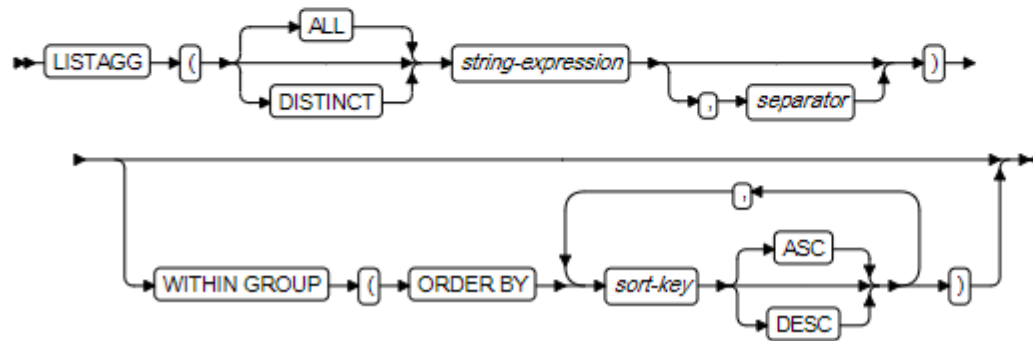 ALL
LISTAGG ( string-expression )
DISTINCT , separator
,
ASC
WITHIN GROUP ( ORDER BY sort-key )
DESC